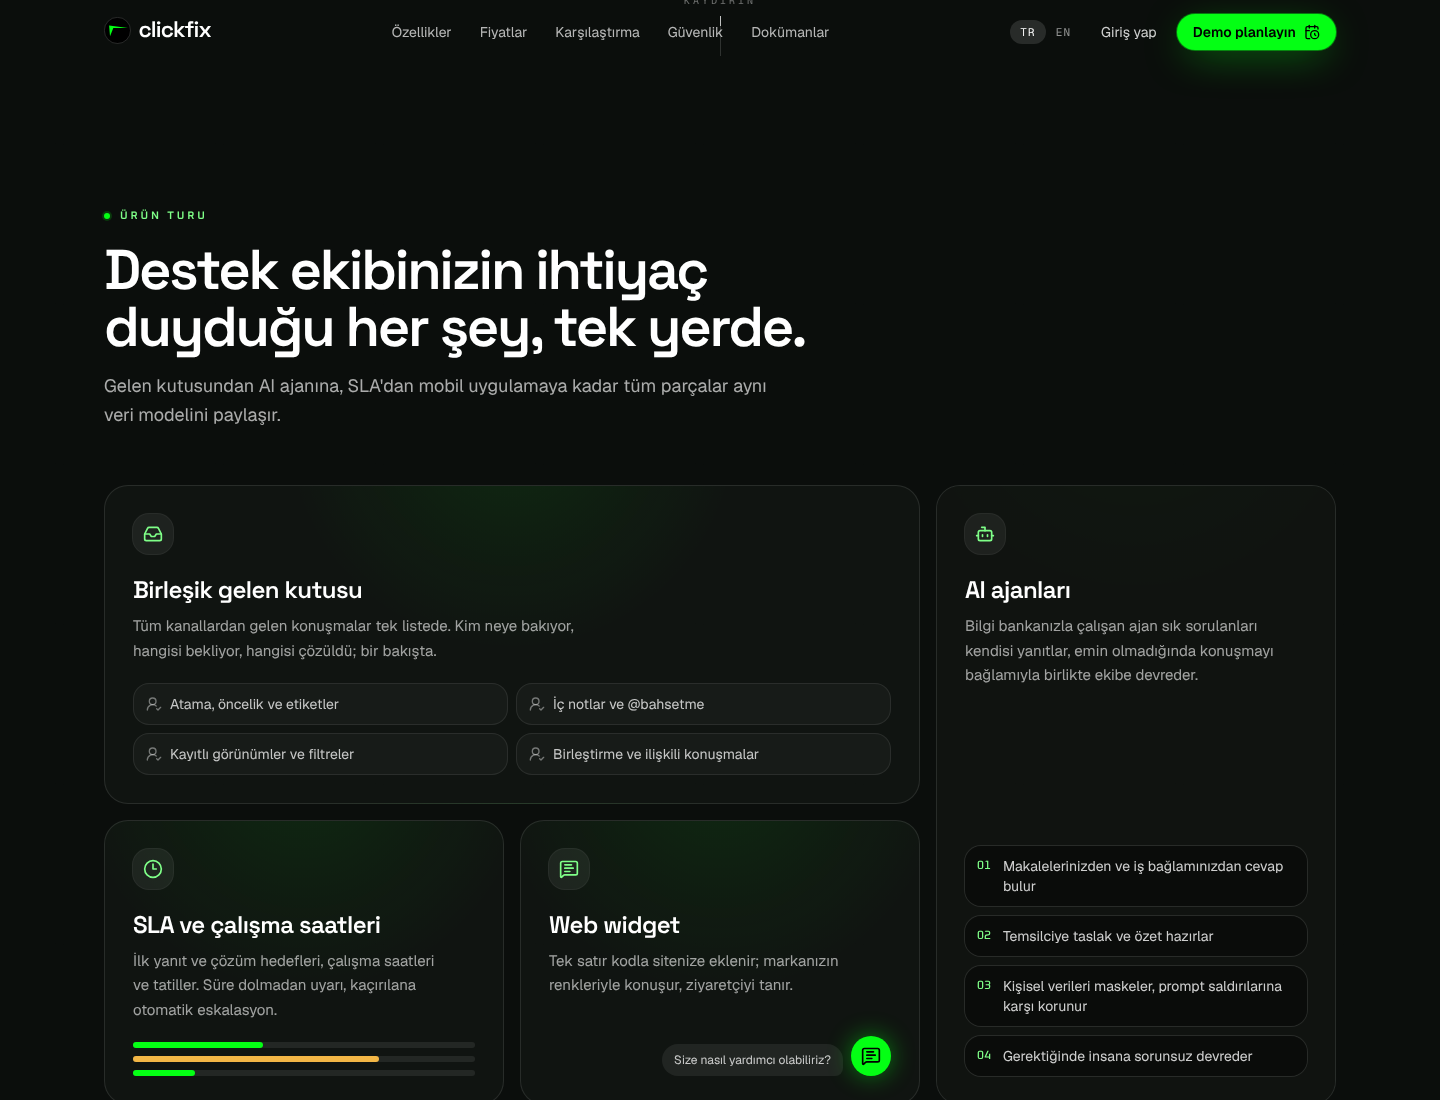 KAYDIRIN
clickfix
Özellikler
Fiyatlar
Karşılaştırma
Güvenlik
Dokümanlar
TR
EN
Giriş yap
Demo planlayın
ÜRÜN TURU
Destek ekibinizin ihtiyaç
duyduğu her şey, tek yerde.
Gelen kutusundan AI ajanına, SLA'dan mobil uygulamaya kadar tüm parçalar aynı
veri modelini paylaşır.
Birleşik gelen kutusu
Tüm kanallardan gelen konuşmalar tek listede. Kim neye bakıyor,
hangisi bekliyor, hangisi çözüldü; bir bakışta.
Atama, öncelik ve etiketler
İç notlar ve @bahsetme
Kayıtlı görünümler ve filtreler
Birleştirme ve ilişkili konuşmalar
AI ajanları
Bilgi bankanızla çalışan ajan sık sorulanları
kendisi yanıtlar, emin olmadığında konuşmayı
bağlamıyla birlikte ekibe devreder.
01 Makalelerinizden ve iş bağlamınızdan cevap
bulur
02 Temsilciye taslak ve özet hazırlar
03 Kişisel verileri maskeler, prompt saldırılarına
karşı korunur
04 Gerektiğinde insana sorunsuz devreder
SLA ve çalışma saatleri
İlk yanıt ve çözüm hedefleri, çalışma saatleri
ve tatiller. Süre dolmadan uyarı, kaçırılana
otomatik eskalasyon.
Web widget
Tek satır kodla sitenize eklenir; markanızın
renkleriyle konuşur, ziyaretçiyi tanır.
Size nasıl yardımcı olabiliriz?